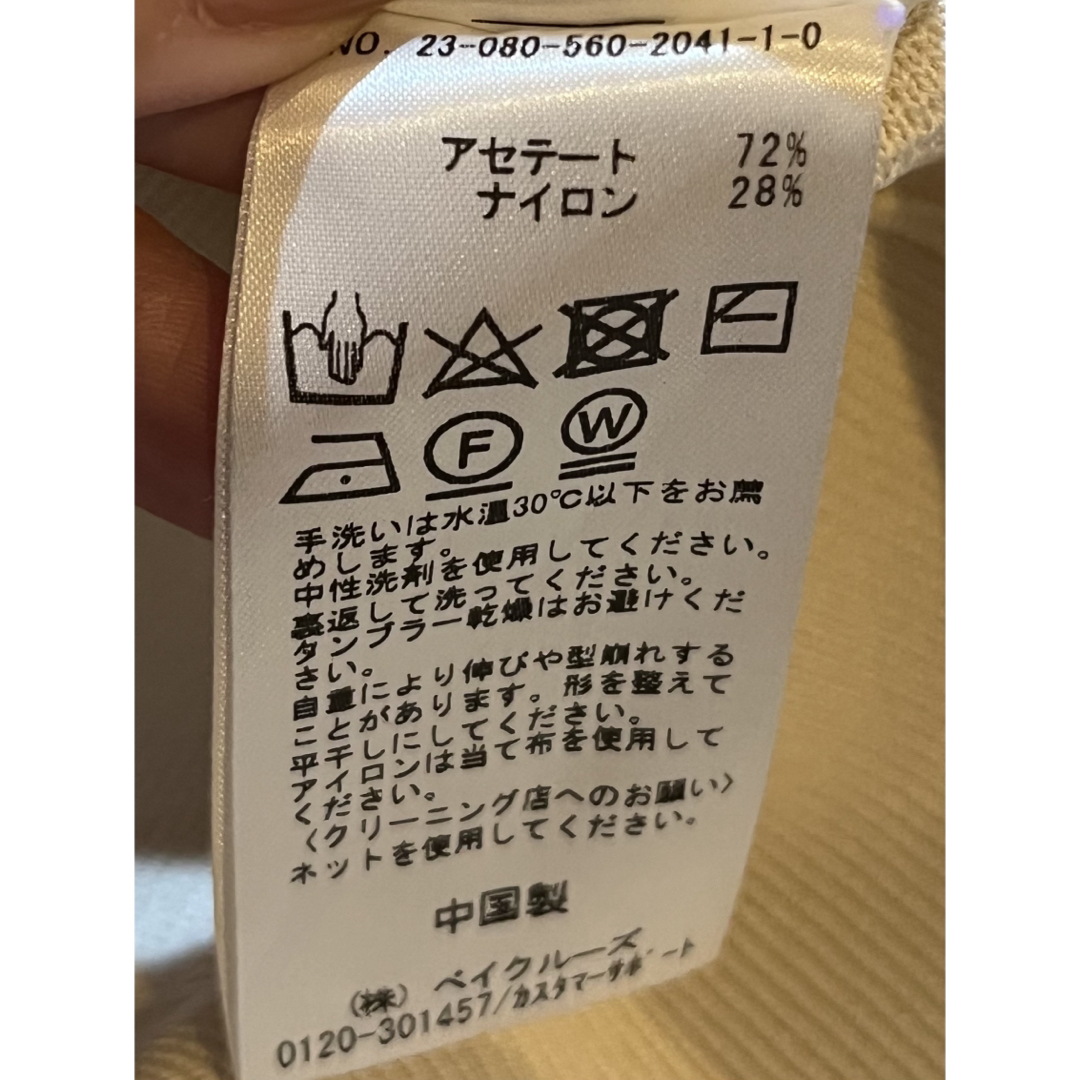 NO. 23-080-560-2041-1-0
アセテート 72%
ナイロン 28%
F W
手洗いは水温30℃以下をお薦
めします。
中性洗剤を使用してください。
裏返して洗ってください。
タンブラー乾燥はお避けくだ
さい。
自重により伸びや型崩れする
ことがあります。形を整えて
平干しにしてください。
アイロンは当て布を使用して
ください。
〈クリーニング店へのお願い〉
ネットを使用してください。
中国製
(株) ベイクルーズ
0120-301457/カスタマーサポート